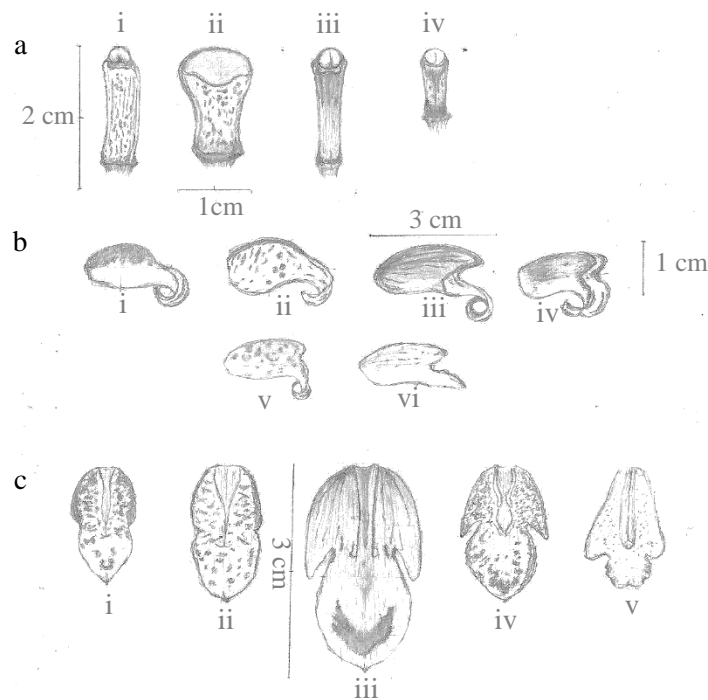 i ii iii iv
a
2 cm
1cm
3 cm
b
1 cm
i ii iii iv
v vi
c
3 cm
i ii iii iv v